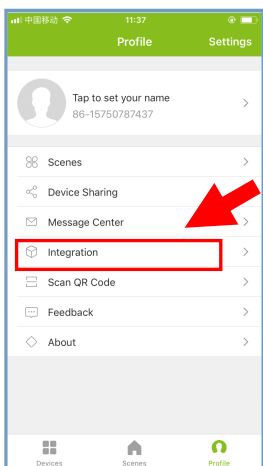 中国移动 11:37
Profile Settings
Tap to set your name
86-15750787437
Scenes
Device Sharing
Message Center
Integration
Scan QR Code
Feedback
About
Devices Scenes Profile